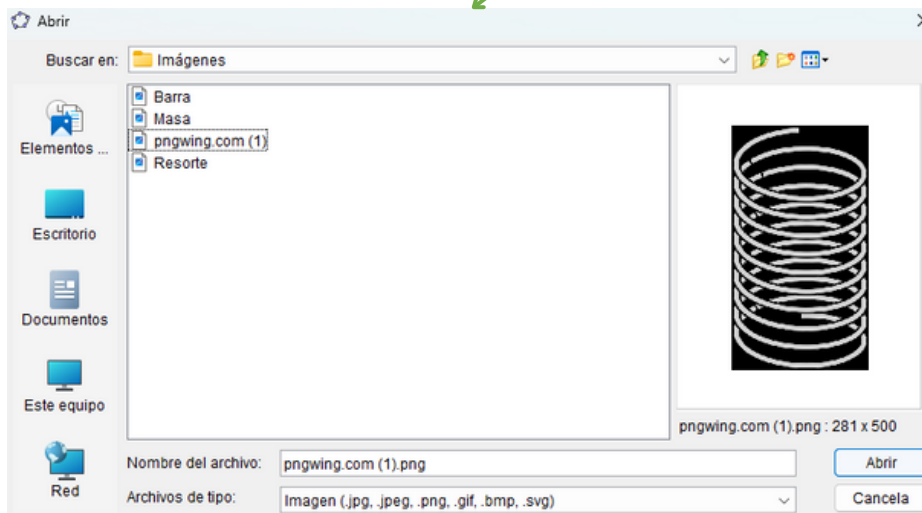 Abrir
Buscar en: Imágenes
Barra
Masa
pngwing.com (1)
Resorte
Elementos ...
Escritorio
Documentos
Este equipo
Red
pngwing.com (1).png : 281 x 500
Nombre del archivo: pngwing.com (1).png Abrir
Archivos de tipo: Imagen (.jpg, .jpeg, .png, .gif, .bmp, .svg) Cancela